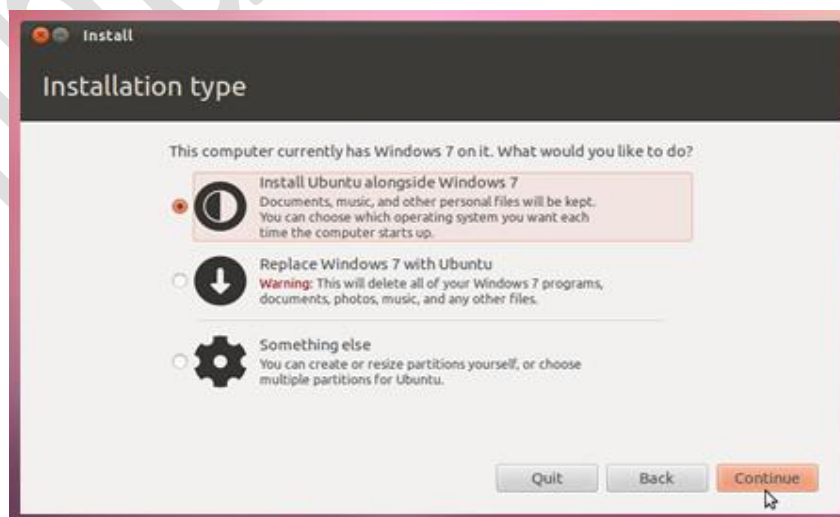 Install
Installation type
This computer currently has Windows 7 on it. What would you like to do?
Install Ubuntu alongside Windows 7
Documents, music, and other personal files will be kept.
You can choose which operating system you want each
time the computer starts up.
Replace Windows 7 with Ubuntu
Warning: This will delete all of your Windows 7 programs,
documents, photos, music, and any other files.
Something else
You can create or resize partitions yourself, or choose
multiple partitions for Ubuntu.
Quit Back Continue